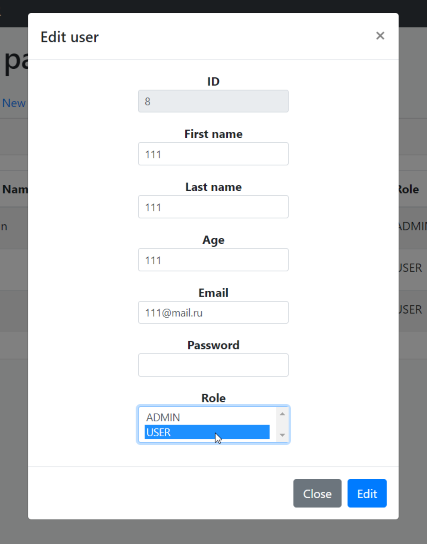 Edit user
×
pa
New
ID
8
First name
111
Nam
Last name
Role
111
n
ADMIN
Age
111
USER
Email
111@mail.ru
USER
Password
Role
ADMIN
USER
Close
Edit